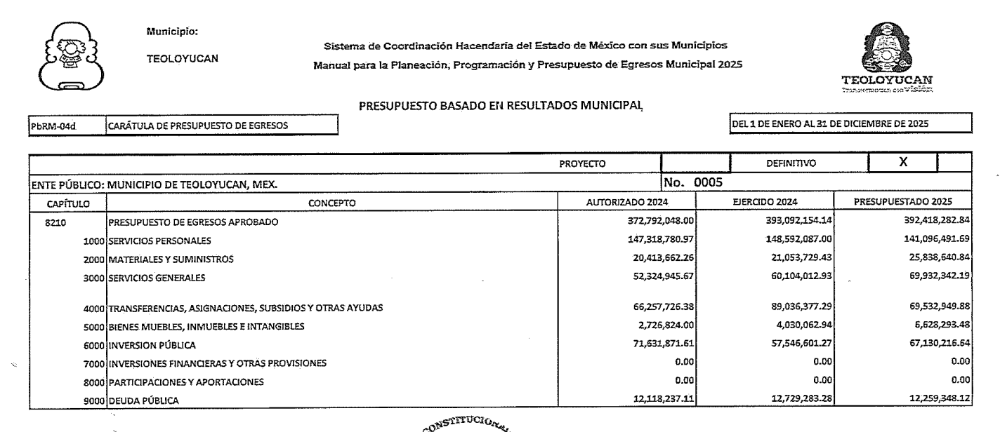 Municipio:
TEOLOYUCAN
Sistema de Coordinación Hacendaria del Estado de México con sus Municipios
Manual para la Planeación, Programación y Presupuesto de Egresos Municipal 2025
TEOLOYUCAN
PRESUPUESTO BASADO EN RESULTADOS MUNICIPAL
PbRM-04d CARÁTULA DE PRESUPUESTO DE EGRESOS DEL 1 DE ENERO AL 31 DE DICIEMBRE DE 2025
PROYECTO DEFINITIVO X
ENTE PÚBLICO: MUNICIPIO DE TEOLOYUCAN, MEX. No. 0005
CAPÍTULO CONCEPTO AUTORIZADO 2024 EJERCIDO 2024 PRESUPUESTADO 2025
8210 PRESUPUESTO DE EGRESOS APROBADO 372,792,048.00 393,092,154.14 392,418,282.84
1000 SERVICIOS PERSONALES 147,318,780.97 148,592,087.00 141,096,491.69
2000 MATERIALES Y SUMINISTROS 20,413,662.26 21,053,729.43 25,838,640.84
3000 SERVICIOS GENERALES 52,324,945.67 60,104,012.93 69,932,342.19
4000 TRANSFERENCIAS, ASIGNACIONES, SUBSIDIOS Y OTRAS AYUDAS 66,257,726.38 89,036,377.29 69,532,949.88
5000 BIENES MUEBLES, INMUEBLES E INTANGIBLES 2,726,824.00 4,030,062.94 6,628,293.48
6000 INVERSION PÚBLICA 71,631,871.61 57,546,601.27 67,130,216.64
7000 INVERSIONES FINANCIERAS Y OTRAS PROVISIONES 0.00 0.00 0.00
8000 PARTICIPACIONES Y APORTACIONES 0.00 0.00 0.00
9000 DEUDA PÚBLICA 12,118,237.11 12,729,283.28 12,259,348.12